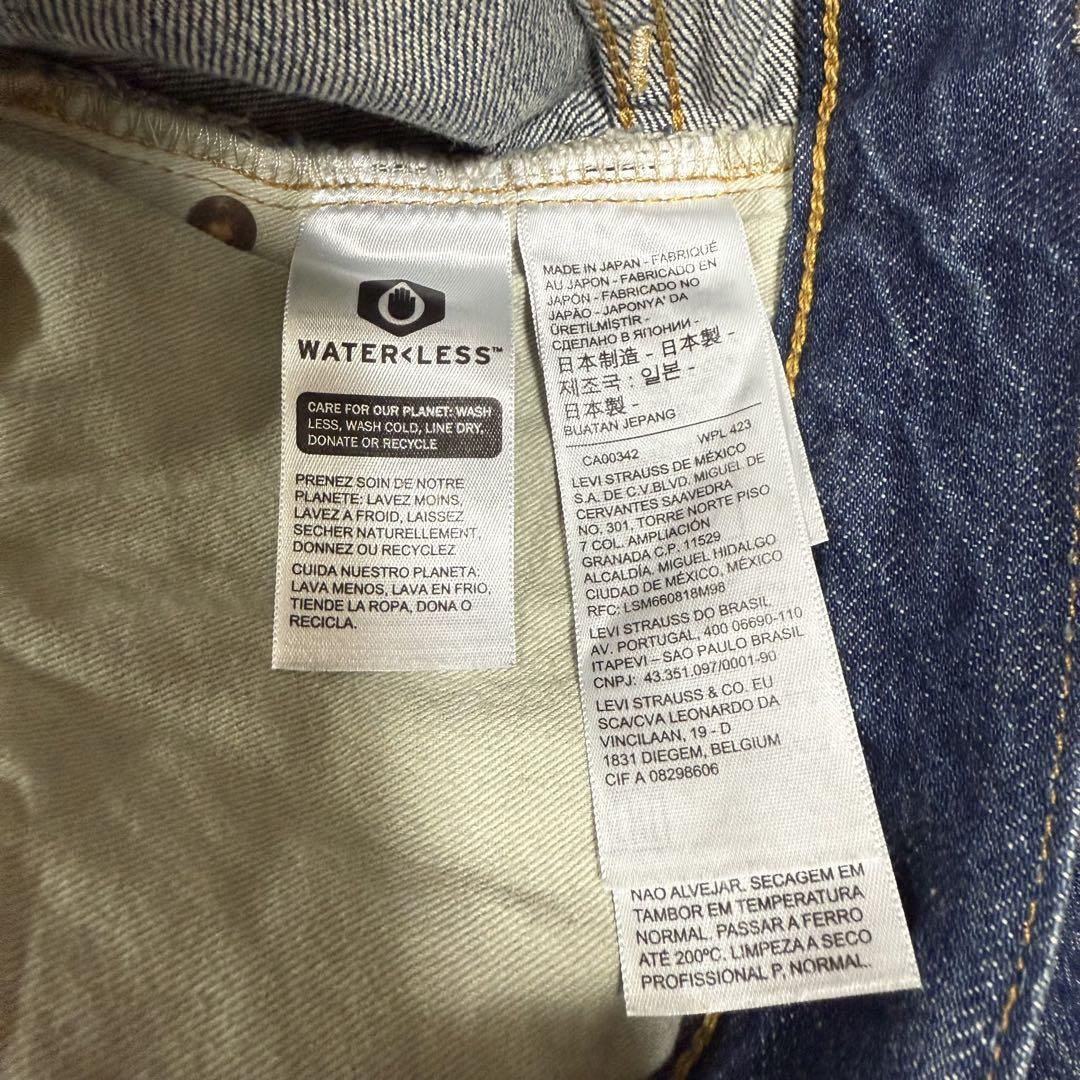 WATER<LESS™
CARE FOR OUR PLANET: WASH
LESS, WASH COLD, LINE DRY,
DONATE OR RECYCLE
PRENEZ SOIN DE NOTRE
PLANETE: LAVEZ MOINS,
LAVEZ A FROID, LAISSEZ
SECHER NATURELLEMENT,
DONNEZ OU RECYCLEZ
CUIDA NUESTRO PLANETA.
LAVA MENOS, LAVA EN FRIO,
TIENDE LA ROPA, DONA O
RECICLA.
MADE IN JAPAN - FABRIQUÉ
AU JAPON - FABRICADO EN
JAPÓN - FABRICADO NO
JAPÃO - JAPONYA' DA
ÜRETİLMİŞTİR -
СДЕЛАНО В ЯПОНИИ -
日本制造 - 日本製 -
제조국 : 일본 -
日本製 -
BUATAN JEPANG
CA00342 WPL 423
LEVI STRAUSS DE MÉXICO
S.A. DE C.V.BLVD. MIGUEL DE
CERVANTES SAAVEDRA
NO. 301, TORRE NORTE PISO
7 COL. AMPLIACIÓN
GRANADA C.P. 11529
ALCALDÍA. MIGUEL HIDALGO
CIUDAD DE MÉXICO, MÉXICO
RFC: LSM660818M98
LEVI STRAUSS DO BRASIL
AV. PORTUGAL, 400 06690-110
ITAPEVI – SAO PAULO BRASIL
CNPJ: 43.351.097/0001-90
LEVI STRAUSS & CO. EU
SCA/CVA LEONARDO DA
VINCILAAN, 19 - D
1831 DIEGEM, BELGIUM
CIF A 08298606
NAO ALVEJAR. SECAGEM EM
TAMBOR EM TEMPERATURA
NORMAL. PASSAR A FERRO
ATÉ 200ºC. LIMPEZA A SECO
PROFISSIONAL P, NORMAL.